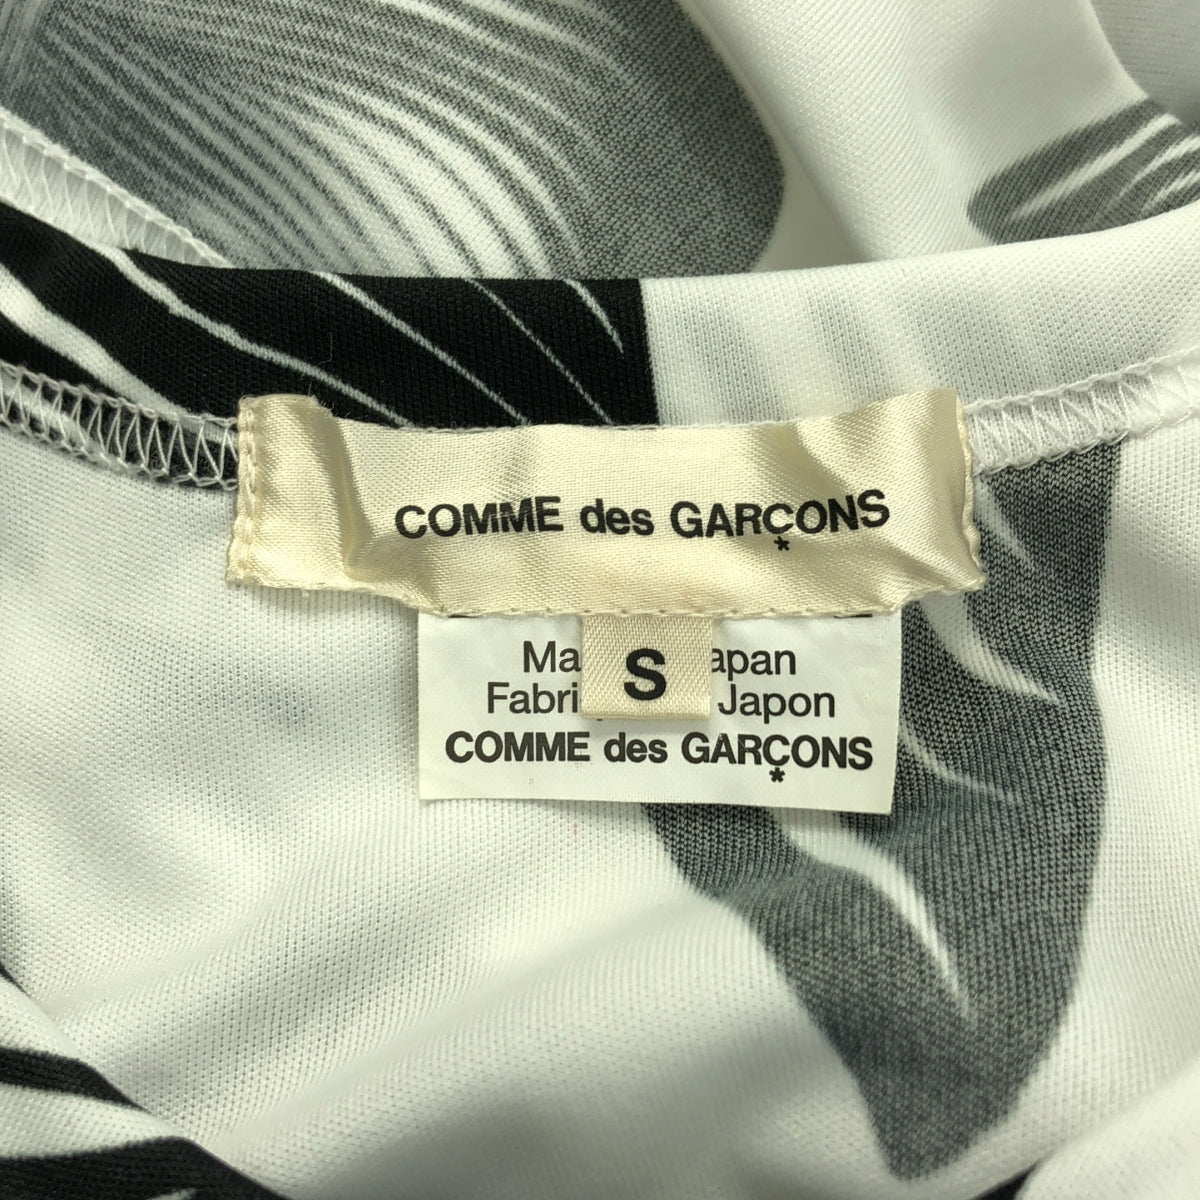 COMME des GARÇONS
*
S
Ma apan
Fabri Japon
COMME des GARÇONS
*